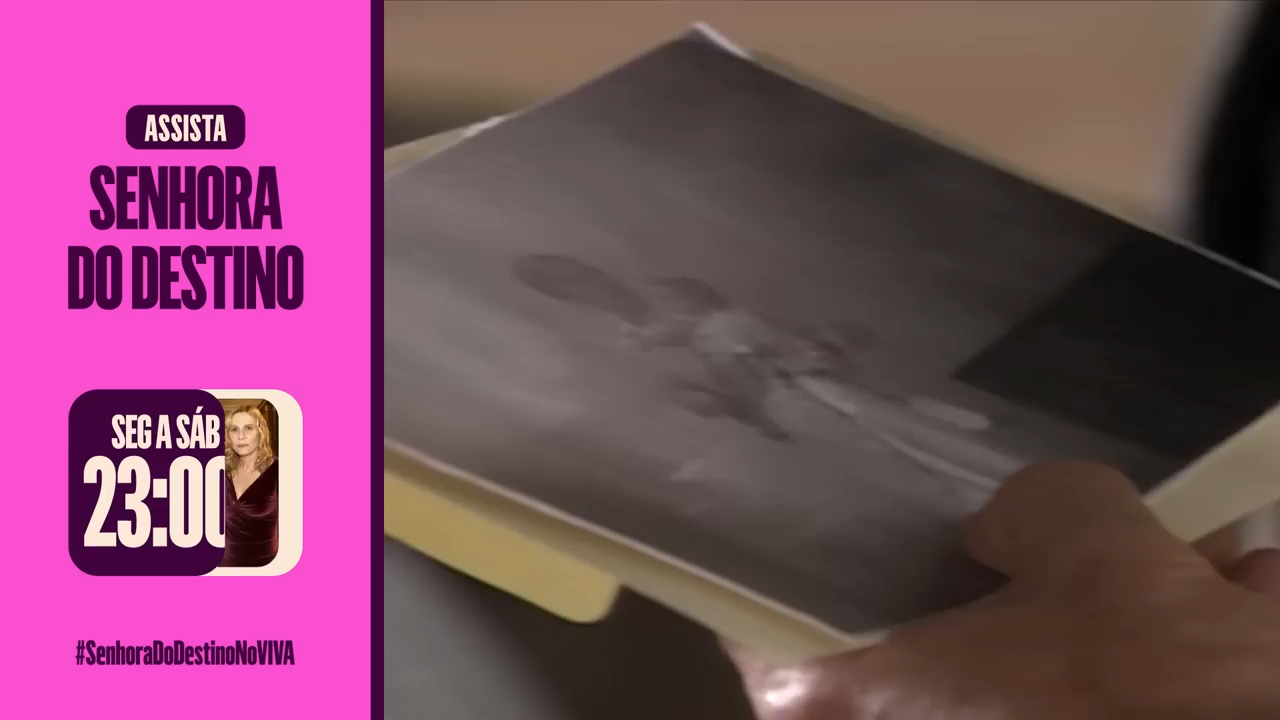 ASSISTA
SENHORA
DO DESTINO
SEG A SÁB
23:00
#SenhoraDoDestinoNoVIVA